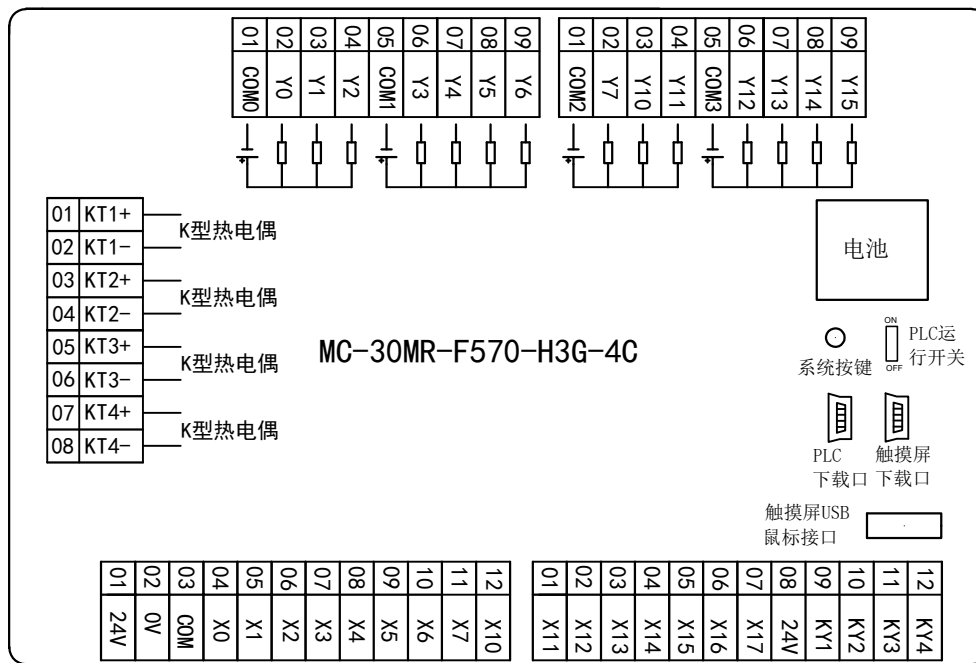 01 02 03 04 05 06 07 08 09
COM0 Y0 Y1 Y2 COM1 Y3 Y4 Y5 Y6
01 02 03 04 05 06 07 08 09
COM2 Y7 Y10 Y11 COM3 Y12 Y13 Y14 Y15
01 KT1+
02 KT1-
K型热电偶
03 KT2+
04 KT2-
K型热电偶
05 KT3+
06 KT3-
K型热电偶
07 KT4+
08 KT4-
K型热电偶
MC-30MR-F570-H3G-4C
电池
系统按键
ON
OFF
PLC运
行开关
PLC
下载口
触摸屏
下载口
触摸屏USB
鼠标接口
01 02 03 04 05 06 07 08 09 10 11 12
24V 0V COM X0 X1 X2 X3 X4 X5 X6 X7 X10
01 02 03 04 05 06 07 08 09 10 11 12
X11 X12 X13 X14 X15 X16 X17 24V KY1 KY2 KY3 KY4